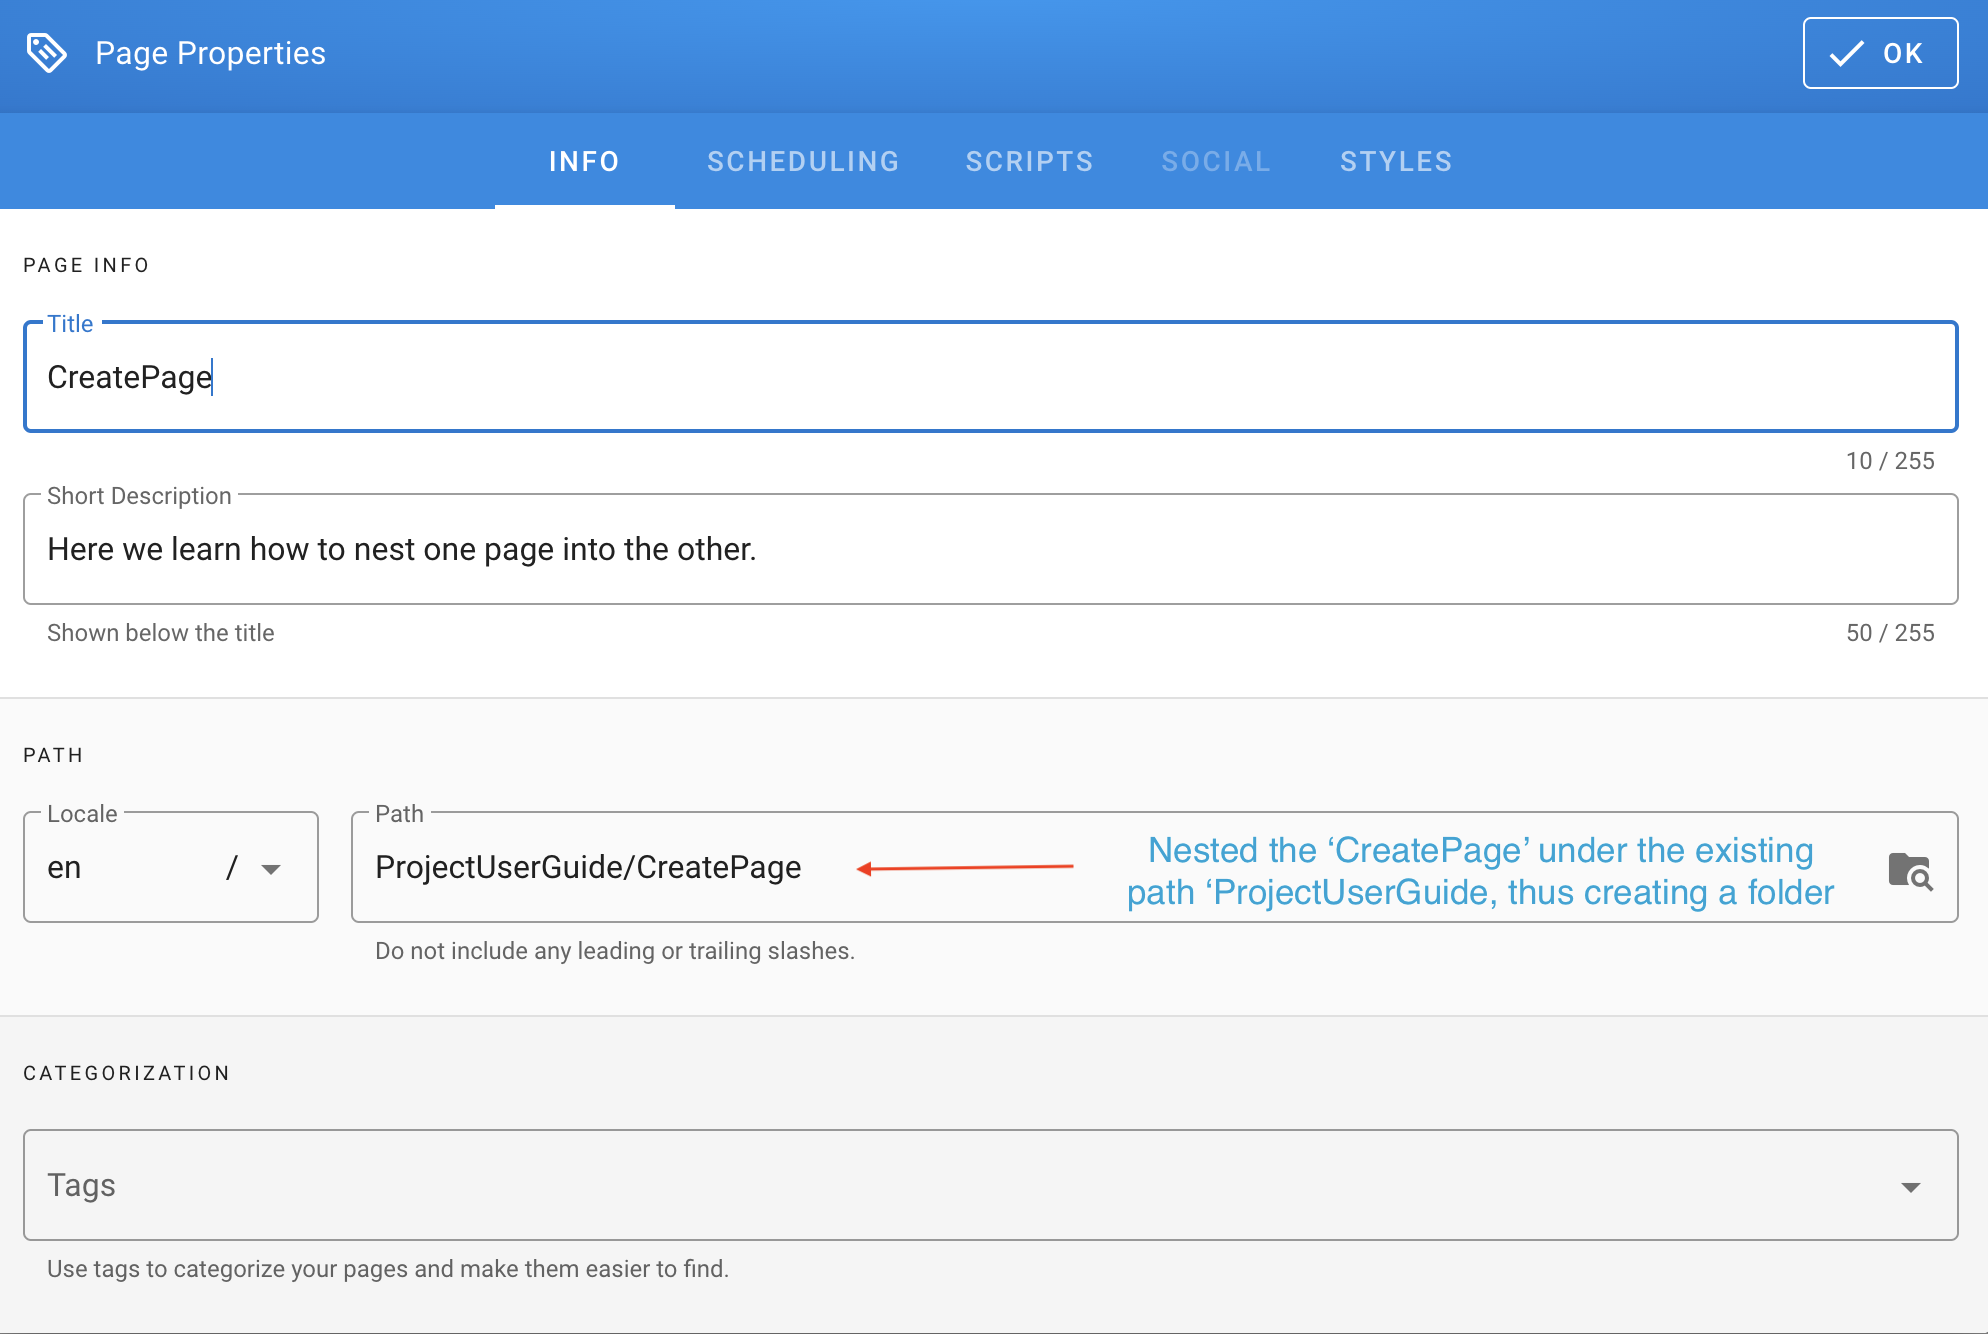 Page Properties
OK
INFO SCHEDULING SCRIPTS SOCIAL STYLES
PAGE INFO
Title
CreatePage
10 / 255
Short Description
Here we learn how to nest one page into the other.
Shown below the title
50 / 255
PATH
Locale
en /
Path
ProjectUserGuide/CreatePage
Nested the ‘CreatePage’ under the existing
path ‘ProjectUserGuide, thus creating a folder
Do not include any leading or trailing slashes.
CATEGORIZATION
Tags
Use tags to categorize your pages and make them easier to find.